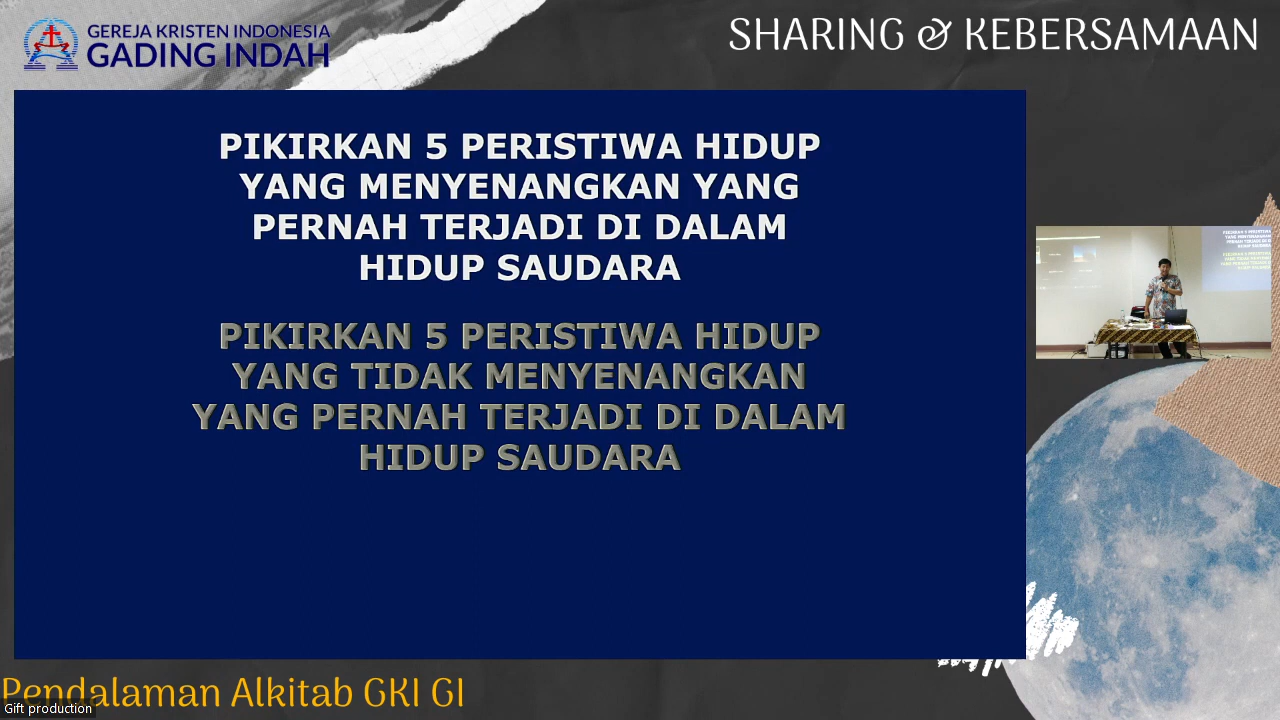 GEREJA KRISTEN INDONESIA
GADING INDAH
SHARING & KEBERSAMAAN
PIKIRKAN 5 PERISTIWA HIDUP
YANG MENYENANGKAN YANG
PERNAH TERJADI DI DALAM
HIDUP SAUDARA
PIKIRKAN 5 PERISTIWA HIDUP
YANG TIDAK MENYENANGKAN
YANG PERNAH TERJADI DI DALAM
HIDUP SAUDARA
Pendalaman Alkitab GKI GI
Gift production